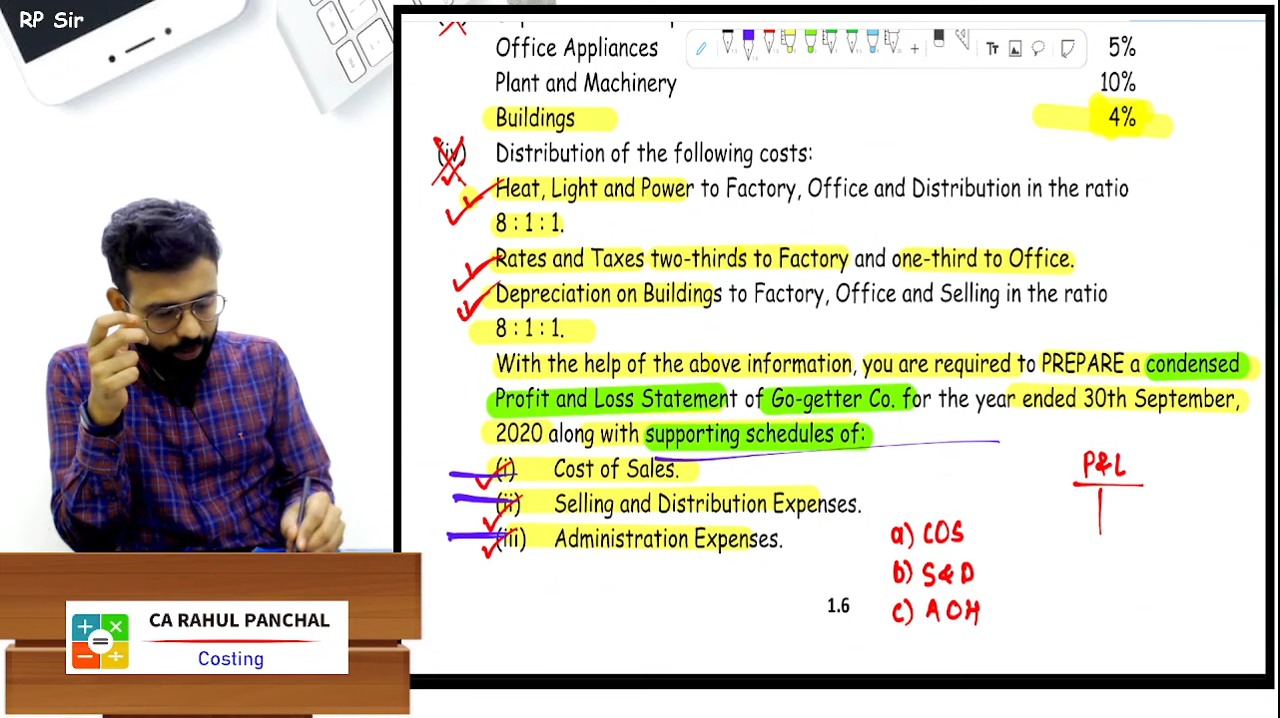 RP Sir
Office Appliances 5%
Plant and Machinery 10%
Buildings 4%
(iv) Distribution of the following costs:
Heat, Light and Power to Factory, Office and Distribution in the ratio
8 : 1 : 1.
Rates and Taxes two-thirds to Factory and one-third to Office.
Depreciation on Buildings to Factory, Office and Selling in the ratio
8 : 1 : 1.
With the help of the above information, you are required to PREPARE a condensed
Profit and Loss Statement of Go-getter Co. for the year ended 30th September,
2020 along with supporting schedules of:
(i) Cost of Sales.
(ii) Selling and Distribution Expenses.
(iii) Administration Expenses.
P&L
a) COS
b) S&D
c) AOH
1.6
Tr
CA RAHUL PANCHAL
Costing